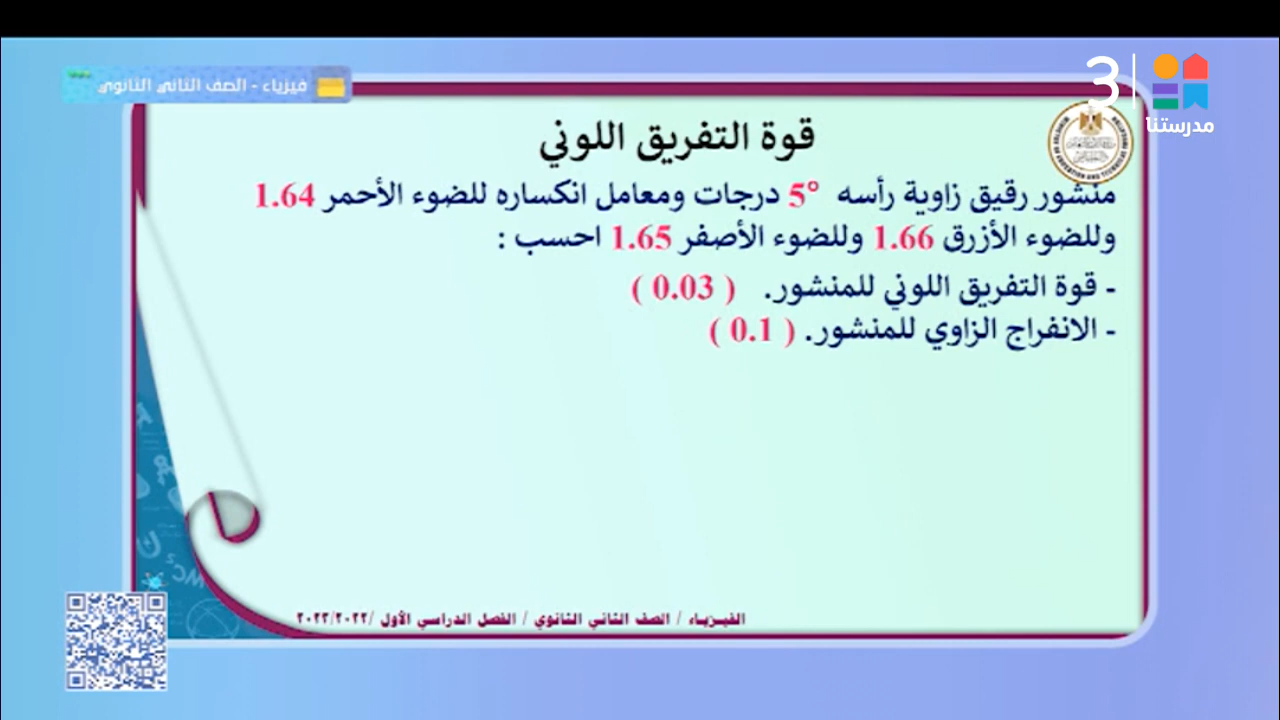 3
مدرستنا
فيزياء - الصف الثاني الثانوي
قوة التفريق اللوني
منشور رقيق زاوية رأسه 5° درجات ومعامل انكساره للضوء الأحمر 1.64
وللضوء الأزرق 1.66 وللضوء الأصفر 1.65 احسب :
- قوة التفريق اللوني للمنشور. ( 0.03 )
- الانفراج الزاوي للمنشور. ( 0.1 )
الفيزياء / الصف الثاني الثانوي / الفصل الدراسي الأول /٢٠٢٢/٢٠٢٣